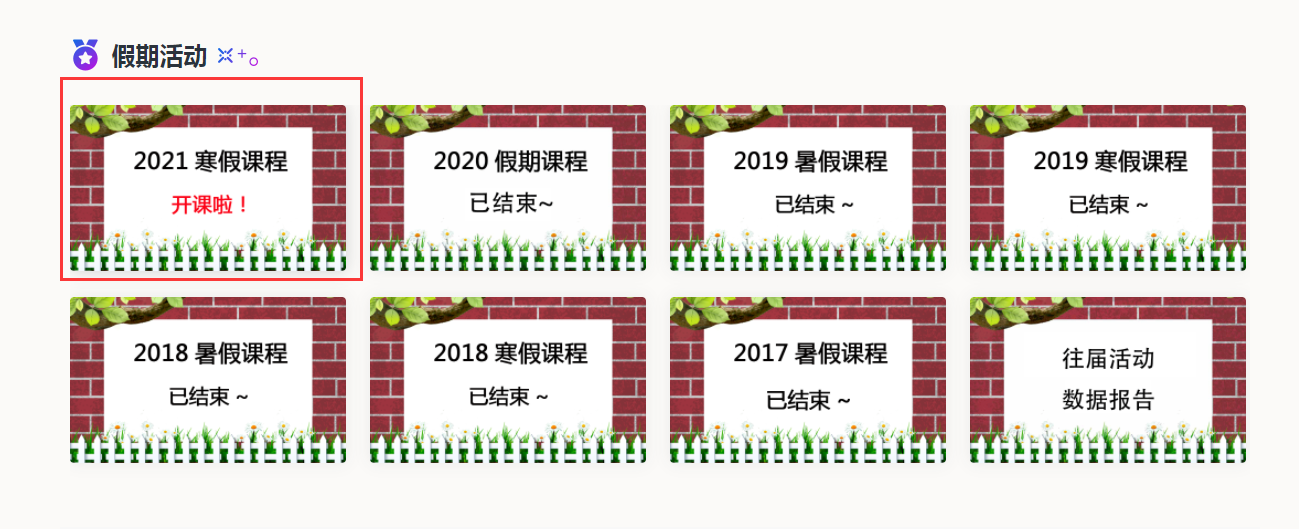 假期活动
2021 寒假课程
开课啦！
2020 假期课程
已结束~
2019 暑假课程
已结束 ~
2019 寒假课程
已结束 ~
2018 暑假课程
已结束 ~
2018 寒假课程
已结束 ~
2017 暑假课程
已结束 ~
往届活动
数据报告